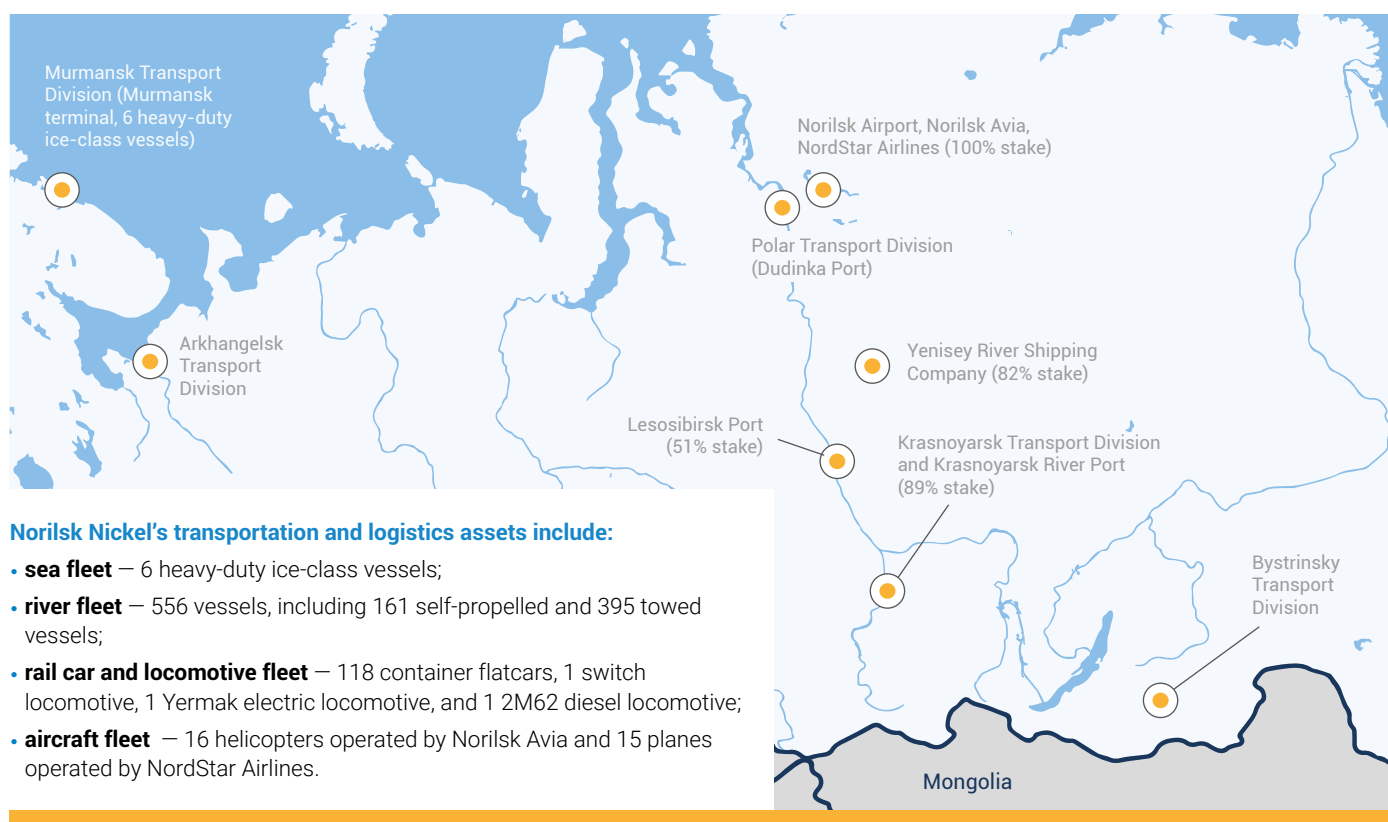 Murmansk Transport
Division (Murmansk
terminal, 6 heavy-duty
ice-class vessels)
Norilsk Airport, Norilsk Avia,
NordStar Airlines (100% stake)
Polar Transport Division
(Dudinka Port)
Arkhangelsk
Transport
Division
Yenisey River Shipping
Company (82% stake)
Lesosibirsk Port
(51% stake)
Krasnoyarsk Transport Division
and Krasnoyarsk River Port
(89% stake)
Bystrinsky
Transport
Division
Mongolia
Norilsk Nickel’s transportation and logistics assets include:
• sea fleet — 6 heavy-duty ice-class vessels;
• river fleet — 556 vessels, including 161 self-propelled and 395 towed
vessels;
• rail car and locomotive fleet — 118 container flatcars, 1 switch
locomotive, 1 Yermak electric locomotive, and 1 2M62 diesel locomotive;
• aircraft fleet — 16 helicopters operated by Norilsk Avia and 15 planes
operated by NordStar Airlines.